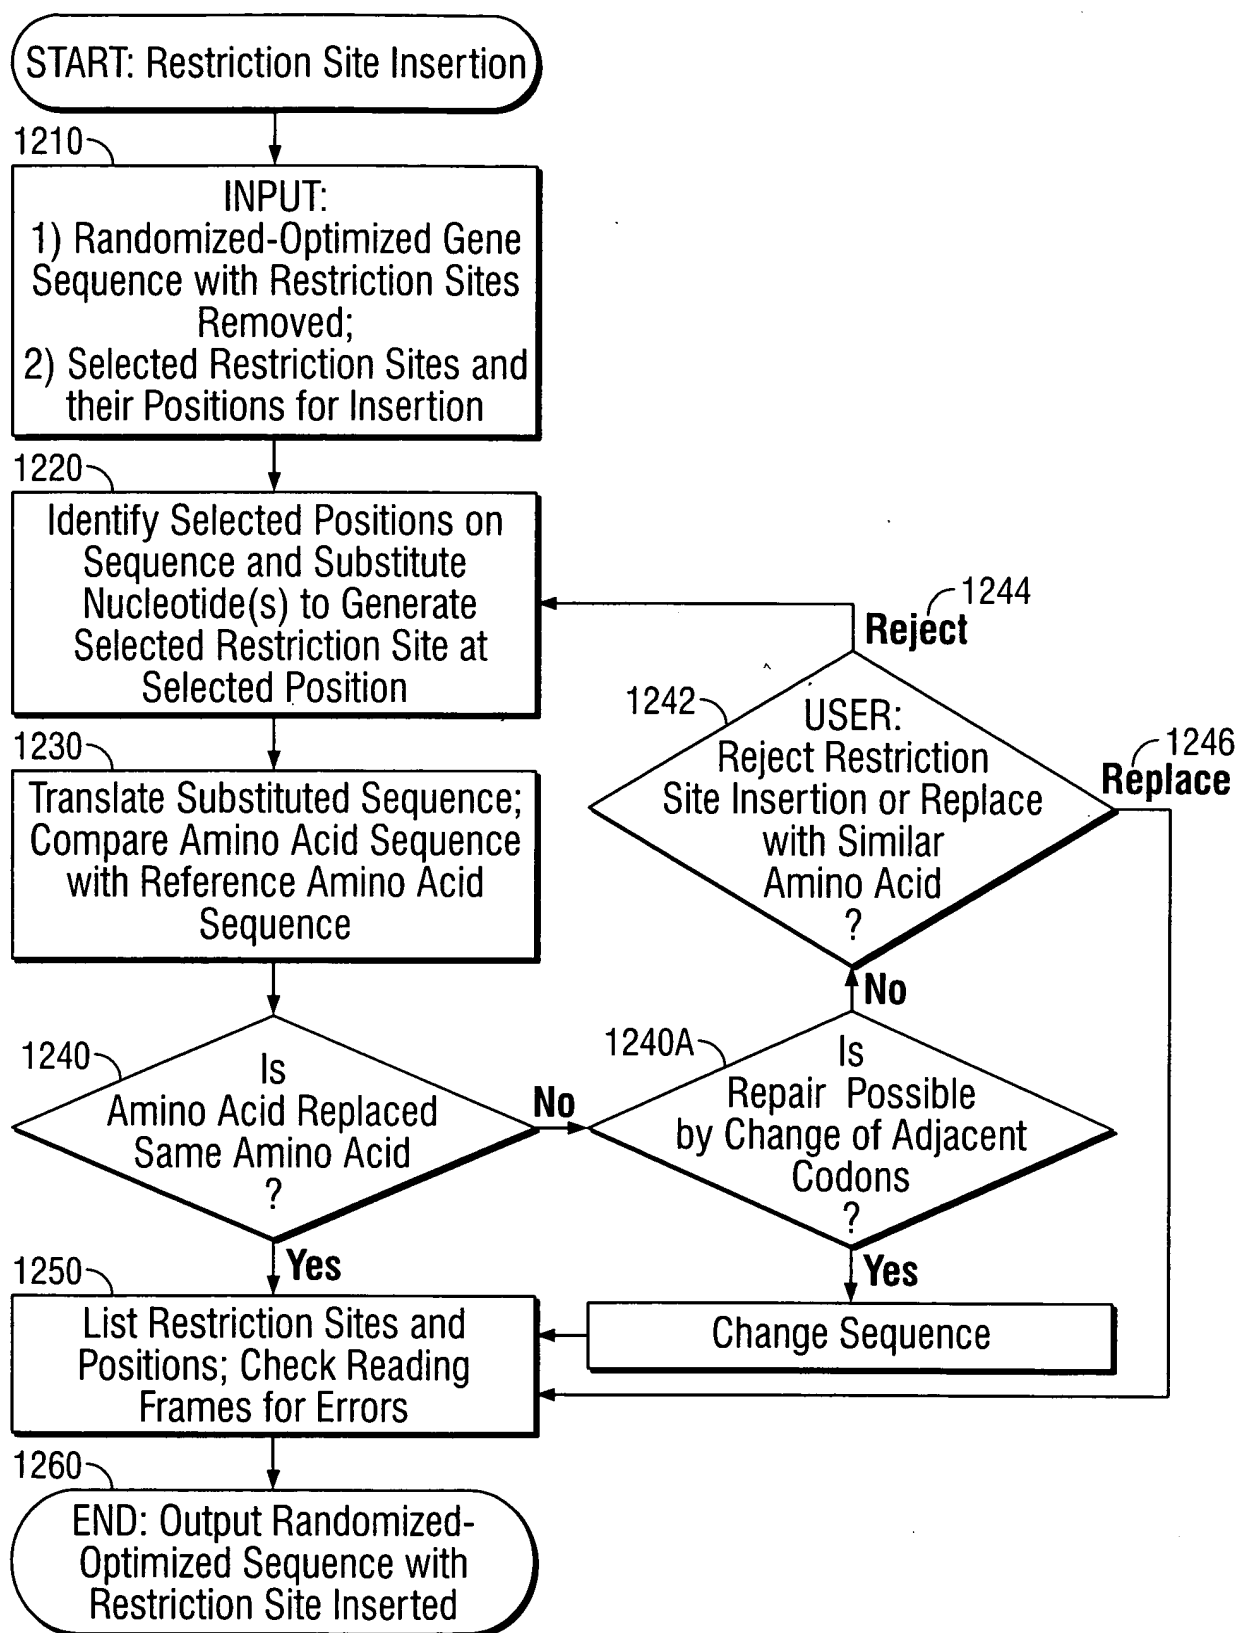 START: Restriction Site Insertion
1210
INPUT:
1) Randomized-Optimized Gene
Sequence with Restriction Sites
Removed;
2) Selected Restriction Sites and
their Positions for Insertion
1220
Identify Selected Positions on
Sequence and Substitute
Nucleotide(s) to Generate
Selected Restriction Site at
Selected Position
1244
Reject
1242
USER:
Reject Restriction
Site Insertion or Replace
with Similar
Amino Acid
?
1246
Replace
1230
Translate Substituted Sequence;
Compare Amino Acid Sequence
with Reference Amino Acid
Sequence
No
1240
Is
Amino Acid Replaced
Same Amino Acid
?
No
1240A
Is
Repair Possible
by Change of Adjacent
Codons
?
Yes
Yes
1250
List Restriction Sites and
Positions; Check Reading
Frames for Errors
Change Sequence
1260
END: Output Randomized-
Optimized Sequence with
Restriction Site Inserted